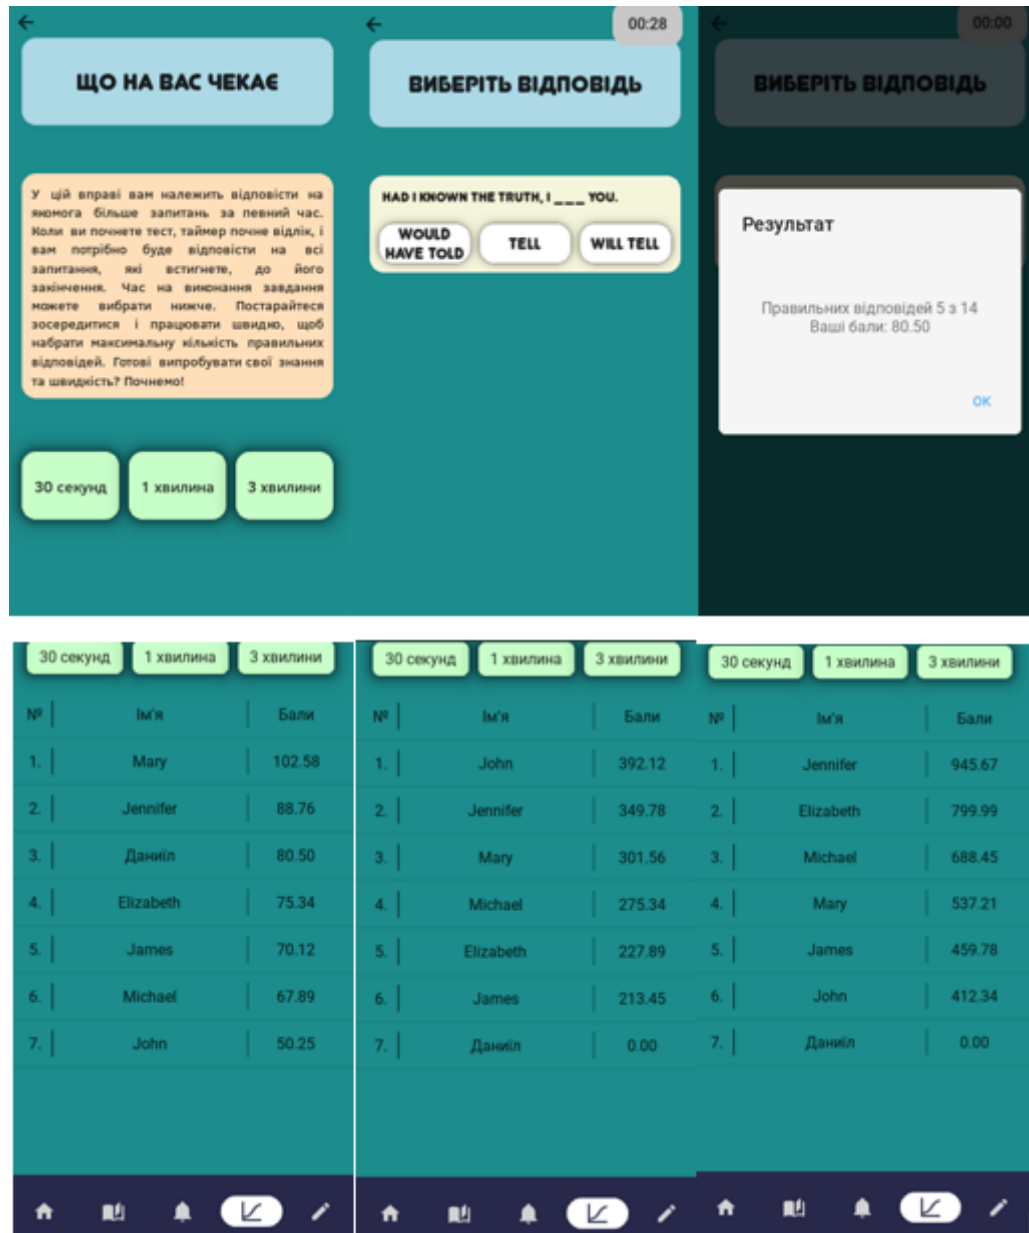 ЩО НА ВАС ЧЕКАЄ
У цій вправі вам належить відповісти на
якомога більше запитань за певний час.
Коли ви почнете тест, таймер почне відлік, і
вам потрібно буде відповісти на всі
запитання, які встигнете, до його
закінчення. Час на виконання завдання
можете вибрати нижче. Постарайтеся
зосередитися і працювати швидко, щоб
набрати максимальну кількість правильних
відповідей. Готові випробувати свої знання
та швидкість? Почнемо!
30 секунд 1 хвилина 3 хвилини
00:28
ВИБЕРІТЬ ВІДПОВІДЬ
HAD I KNOWN THE TRUTH, I ___ YOU.
WOULD
HAVE TOLD
TELL
WILL TELL
00:00
ВИБЕРІТЬ ВІДПОВІДЬ
Результат
Правильних відповідей 5 з 14
Ваші бали: 80.50
ОК
30 секунд 1 хвилина 3 хвилини
№ Ім'я Бали
1. Mary 102.58
2. Jennifer 88.76
3. Даниїл 80.50
4. Elizabeth 75.34
5. James 70.12
6. Michael 67.89
7. John 50.25
30 секунд 1 хвилина 3 хвилини
№ Ім'я Бали
1. John 392.12
2. Jennifer 349.78
3. Mary 301.56
4. Michael 275.34
5. Elizabeth 227.89
6. James 213.45
7. Даниїл 0.00
30 секунд 1 хвилина 3 хвилини
№ Ім'я Бали
1. Jennifer 945.67
2. Elizabeth 799.99
3. Michael 688.45
4. Mary 537.21
5. James 459.78
6. John 412.34
7. Даниїл 0.00